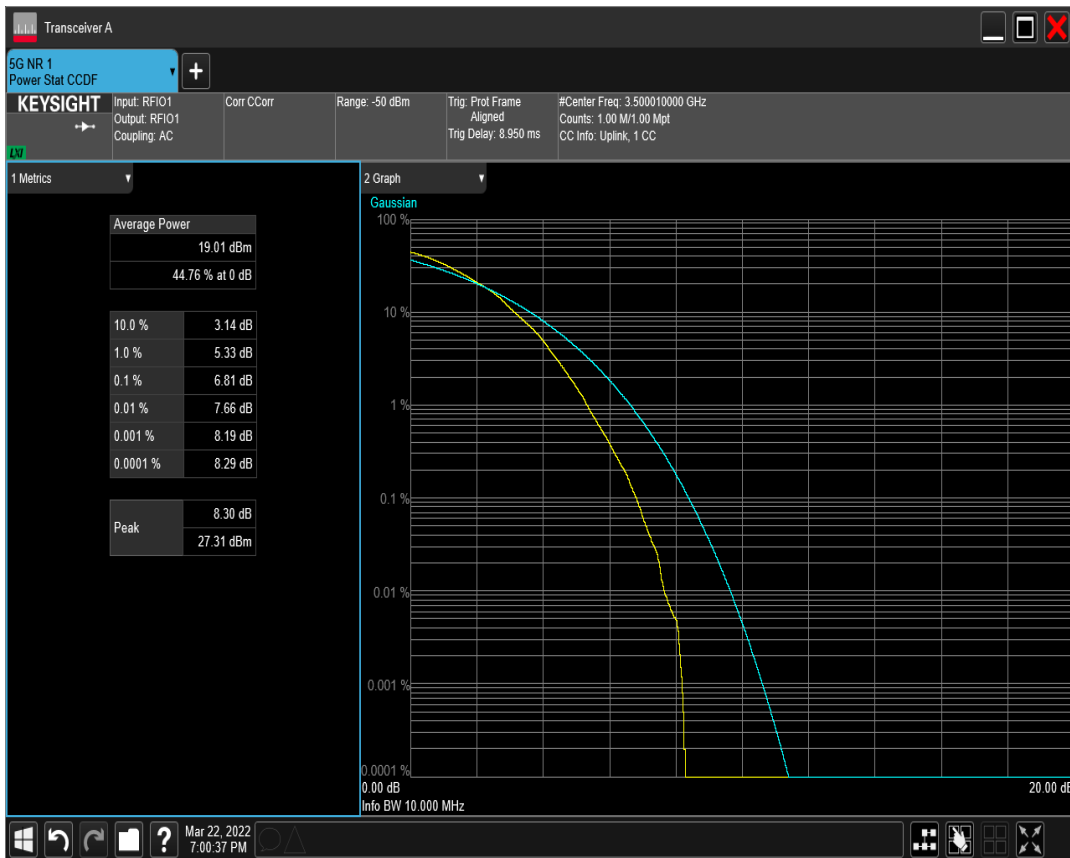 Transceiver A
5G NR 1
Power Stat CCDF
KEYSIGHT
LXI
Input: RFIO1
Output: RFIO1
Coupling: AC
Corr CCorr
Range: -50 dBm
Trig: Prot Frame
Aligned
Trig Delay: 8.950 ms
#Center Freq: 3.500010000 GHz
Counts: 1.00 M/1.00 Mpt
CC Info: Uplink, 1 CC
1 Metrics
Average Power
19.01 dBm
44.76 % at 0 dB
10.0 % 3.14 dB
1.0 % 5.33 dB
0.1 % 6.81 dB
0.01 % 7.66 dB
0.001 % 8.19 dB
0.0001 % 8.29 dB
Peak
8.30 dB
27.31 dBm
2 Graph
Gaussian
100 %
10 %
1 %
0.1 %
0.01 %
0.001 %
0.0001 %
0.00 dB 20.00 dB
Info BW 10.000 MHz
?
Mar 22, 2022
7:00:37 PM